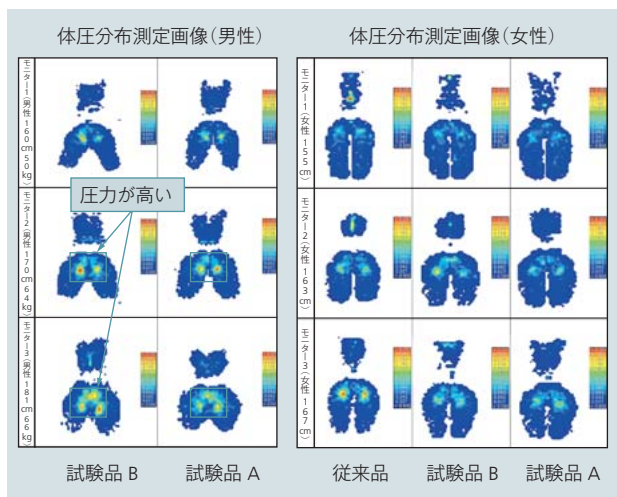 体圧分布測定画像(男性)
体圧分布測定画像(女性)
モニター1(男性160cm50kg)
モニター2(男性170cm64kg)
モニター3(男性181cm66kg)
圧力が高い
モニター1(女性155cm)
モニター2(女性163cm)
モニター3(女性167cm)
試験品 B
試験品 A
従来品
試験品 B
試験品 A